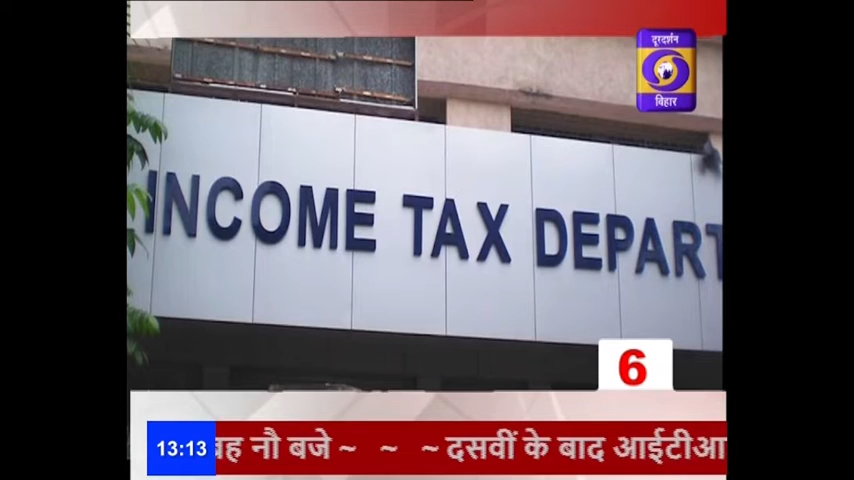 दूरदर्शन
बिहार
INCOME TAX DEPART
6
13:13
नौ बजे ~ ~ ~दसवीं के बाद आईटीआ